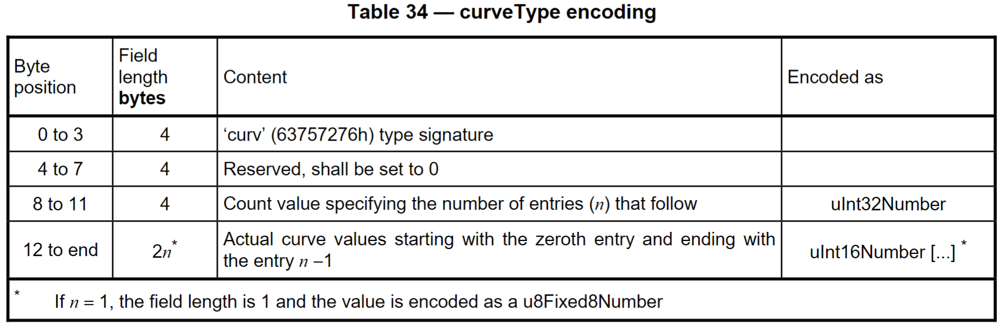 Table 34 — curveType encoding
Byte position
Field length bytes
Content
Encoded as
0 to 3
4
‘curv’ (63757276h) type signature
4 to 7
4
Reserved, shall be set to 0
8 to 11
4
Count value specifying the number of entries (n) that follow
uInt32Number
12 to end
2n*
Actual curve values starting with the zeroth entry and ending with
the entry n –1
uInt16Number [...] *
* If n = 1, the field length is 1 and the value is encoded as a u8Fixed8Number